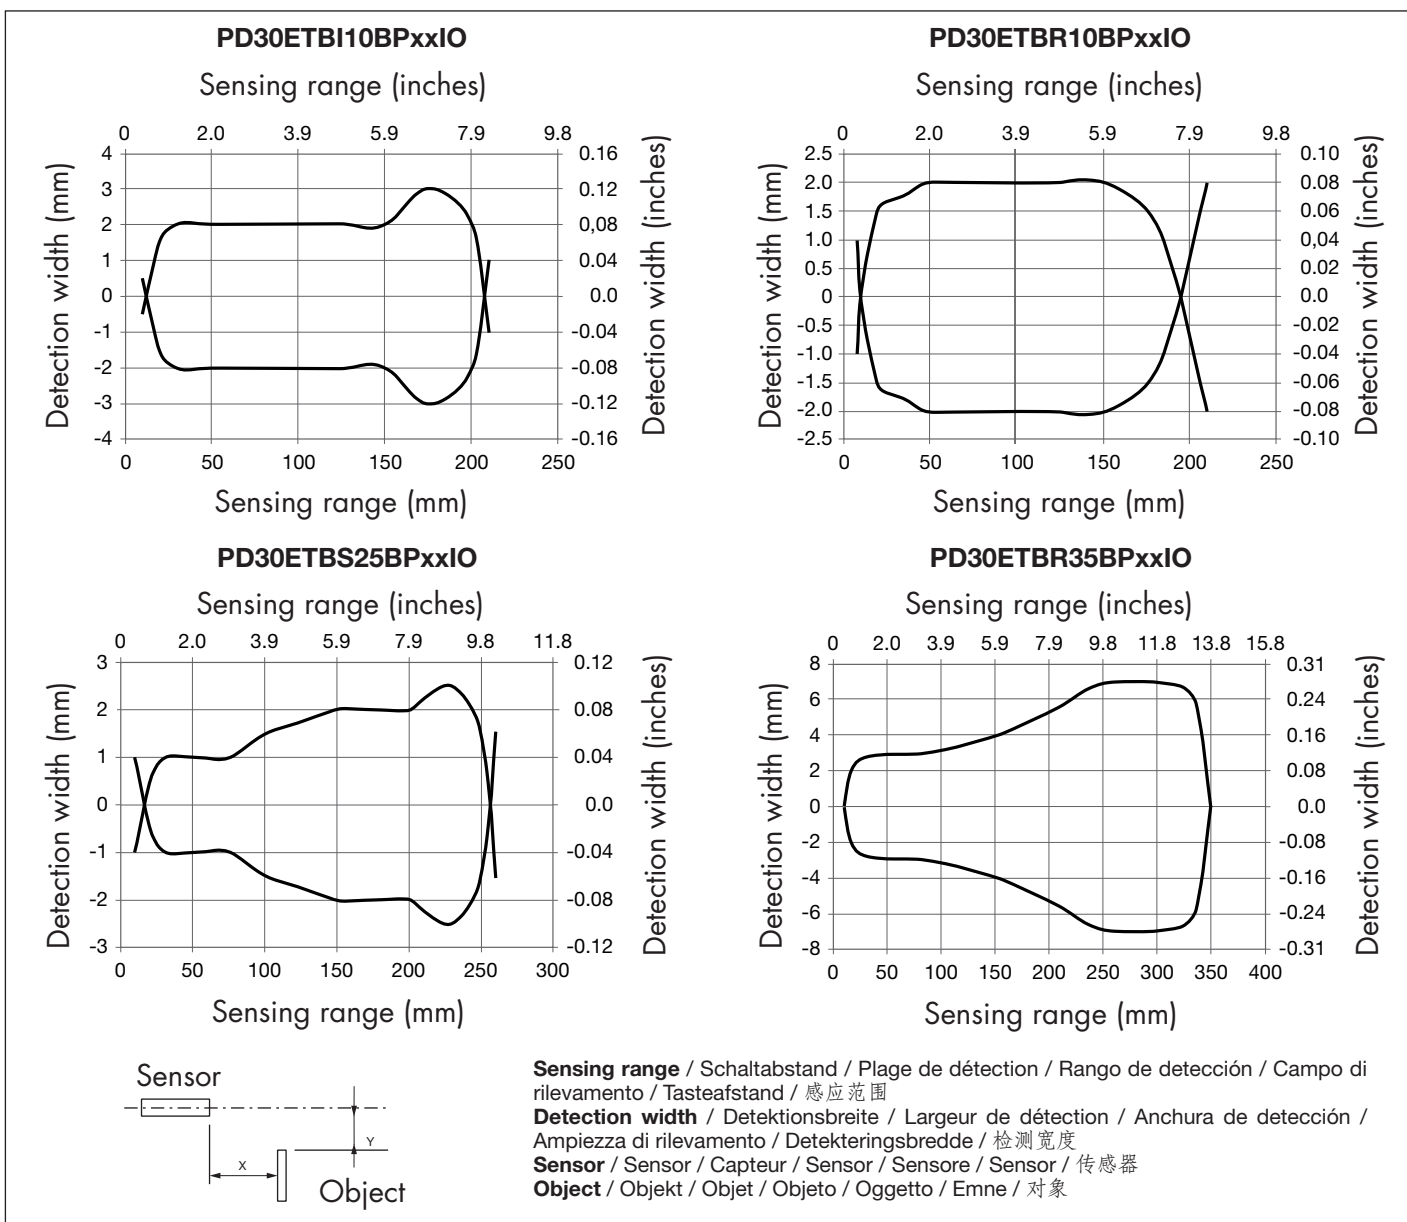 PD30ETBI10BPxxIO
Sensing range (inches)
0 2.0 3.9 5.9 7.9 9.8
4 0.16
3 0.12
2 0,08
1 0.04
0 0.0
-1 -0.04
-2 -0.08
-3 -0.12
-4 -0.16
Detection width (mm)
Detection width (inches)
0 50 100 150 200 250
Sensing range (mm)
PD30ETBR10BPxxIO
Sensing range (inches)
0 2.0 3.9 5.9 7.9 9.8
2.5 0.10
2.0 0.08
1.5 0.06
1.0 0,04
0.5 0.02
0 0.0
-0.5 -0.02
-1.0 -0.04
-1.5 -0.06
-2.0 -0.08
-2.5 -0.10
Detection width (mm)
Detection width (inches)
0 50 100 150 200 250
Sensing range (mm)
PD30ETBS25BPxxIO
Sensing range (inches)
0 2.0 3.9 5.9 7.9 9.8 11.8
3 0.12
2 0.08
1 0.04
0 0.0
-1 -0.04
-2 -0.08
-3 -0.12
Detection width (mm)
Detection width (inches)
0 50 100 150 200 250 300
Sensing range (mm)
PD30ETBR35BPxxIO
Sensing range (inches)
0 2.0 3.9 5.9 7.9 9.8 11.8 13.8 15.8
8 0.31
6 0.24
4 0.16
2 0.08
0 0.0
-2 -0.08
-4 -0.16
-6 -0.24
-8 -0.31
Detection width (mm)
Detection width (inches)
0 50 100 150 200 250 300 350 400
Sensing range (mm)
Sensor
Y
X
Object
Sensing range / Schaltabstand / Plage de détection / Rango de detección / Campo di
rilevamento / Tasteafstand / 感应范围
Detection width / Detektionsbreite / Largeur de détection / Anchura de detección /
Ampiezza di rilevamento / Detekteringsbredde / 检测宽度
Sensor / Sensor / Capteur / Sensor / Sensore / Sensor / 传感器
Object / Objekt / Objet / Objeto / Oggetto / Emne / 对象